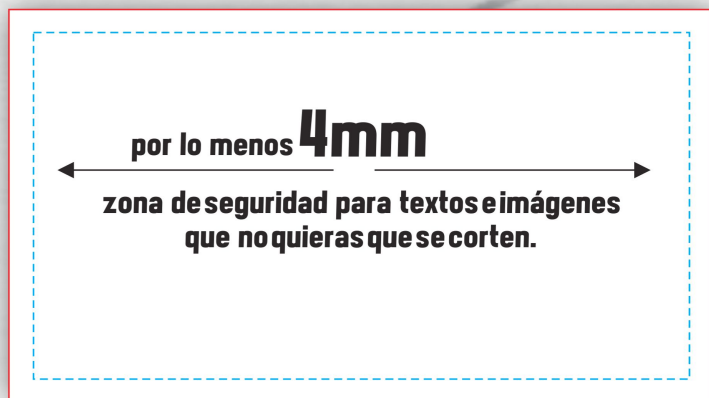 por lo menos 4mm
zona de seguridad para textos e imágenes
que no quieras que se corten.